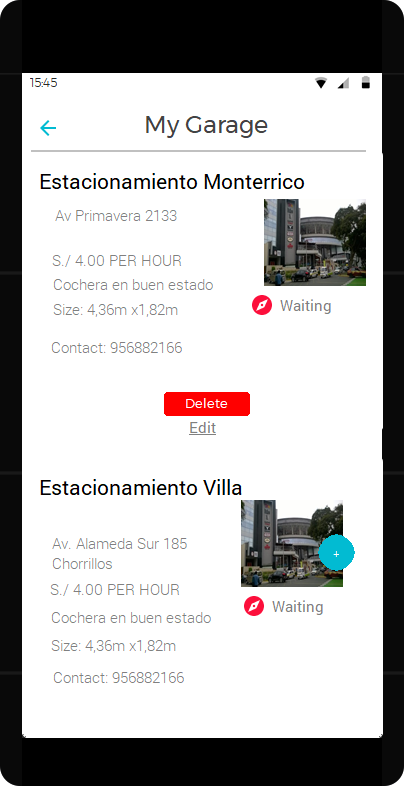 15:45
My Garage
Estacionamiento Monterrico
Av Primavera 2133
S./ 4.00 PER HOUR
Cochera en buen estado
Size: 4,36m x1,82m
Waiting
Contact: 956882166
Delete
Edit
Estacionamiento Villa
Av. Alameda Sur 185
Chorrillos
+
S./ 4.00 PER HOUR
Waiting
Cochera en buen estado
Size: 4,36m x1,82m
Contact: 956882166